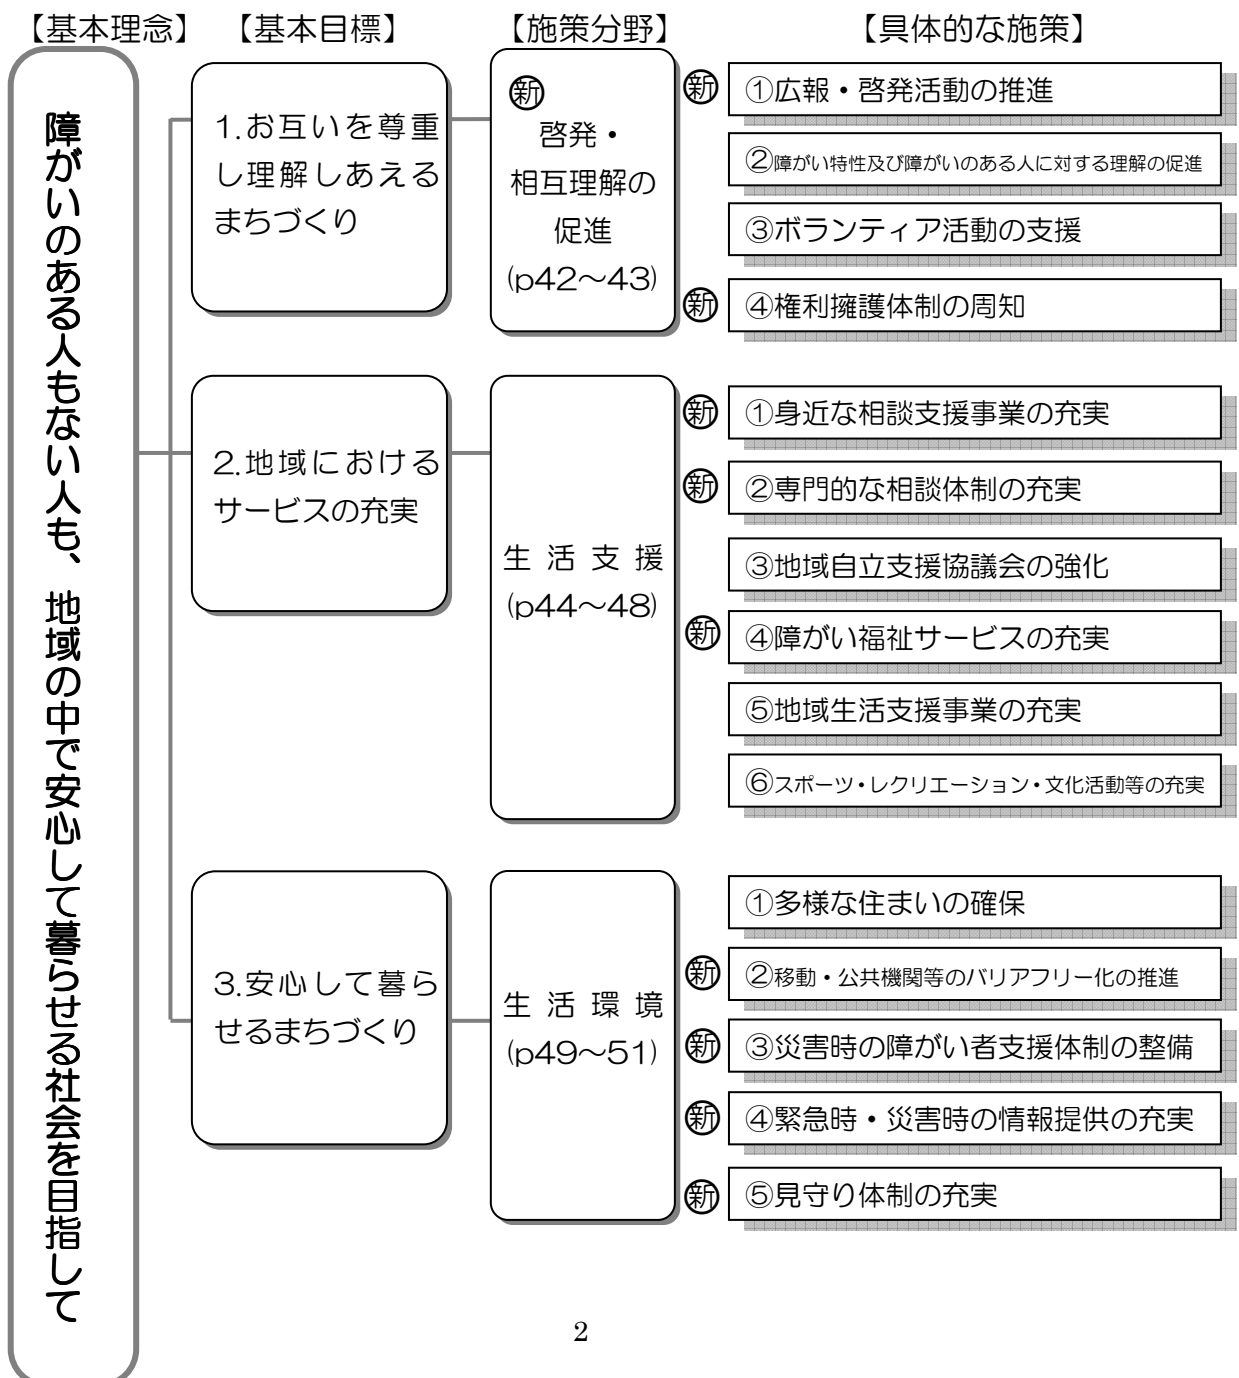 【基本理念】 【基本目標】 【施策分野】 【具体的な施策】
障がいのある人もない人も、地域の中で安心して暮らせる社会を目指して
1.お互いを尊重
し理解しあえる
まちづくり
新
啓発・
相互理解の
促進
(p42〜43)
新 ①広報・啓発活動の推進
②障がい特性及び障がいのある人に対する理解の促進
③ボランティア活動の支援
新 ④権利擁護体制の周知
2.地域における
サービスの充実
生活支援
(p44〜48)
新 ①身近な相談支援事業の充実
新 ②専門的な相談体制の充実
③地域自立支援協議会の強化
新 ④障がい福祉サービスの充実
⑤地域生活支援事業の充実
⑥スポーツ・レクリエーション・文化活動等の充実
3.安心して暮ら
せるまちづくり
生活環境
(p49〜51)
①多様な住まいの確保
新 ②移動・公共機関等のバリアフリー化の推進
新 ③災害時の障がい者支援体制の整備
新 ④緊急時・災害時の情報提供の充実
新 ⑤見守り体制の充実
2